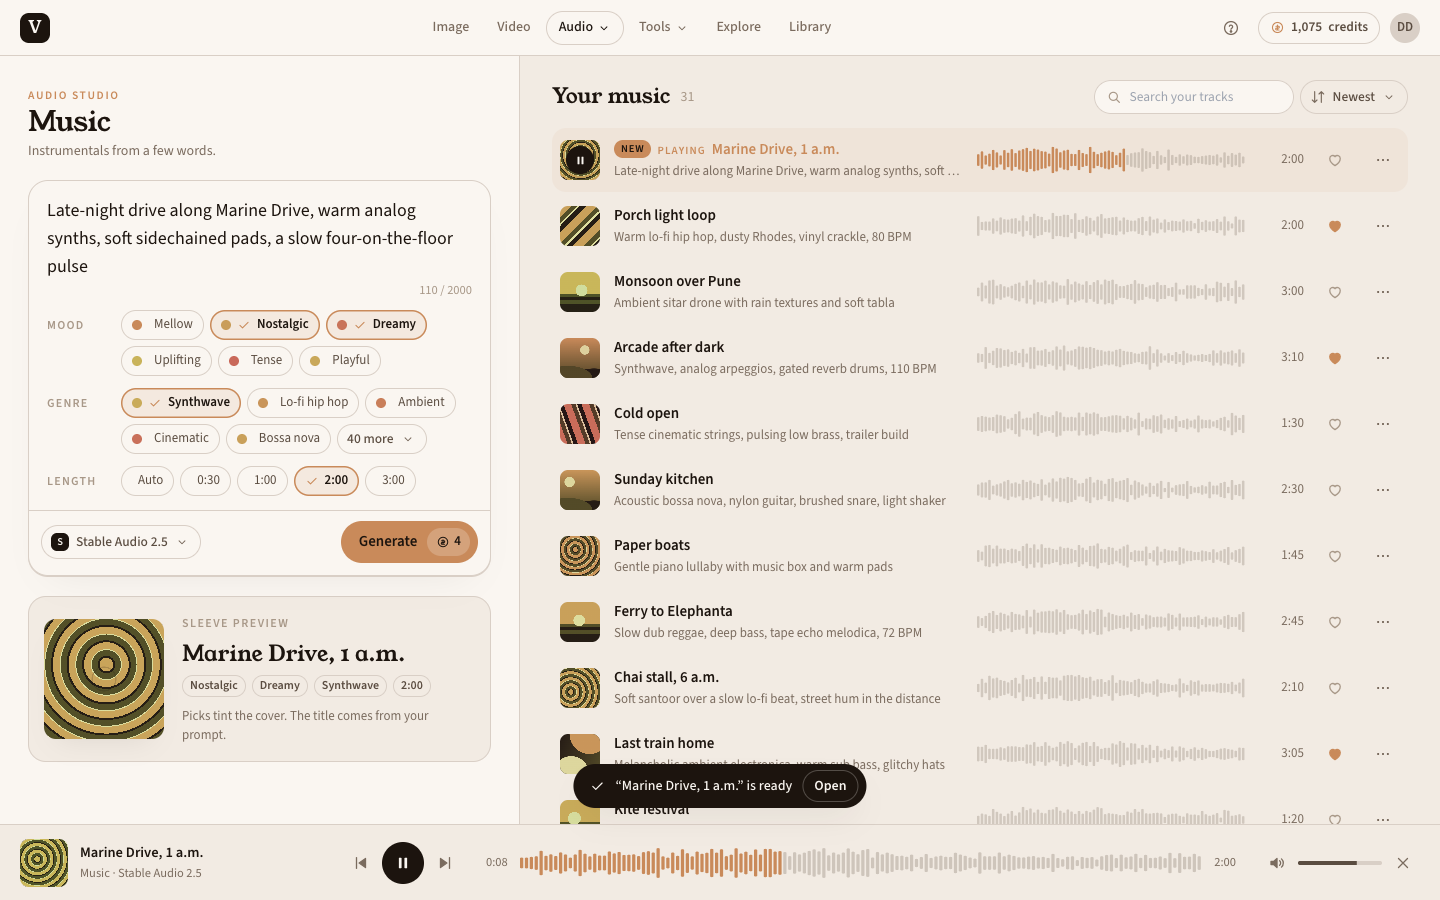 V
Image
Video
Audio
Tools
Explore
Library
1,075 credits
DD
AUDIO STUDIO
Music
Instrumentals from a few words.
Late-night drive along Marine Drive, warm analog
synths, soft sidechained pads, a slow four-on-the-floor
pulse
110 / 2000
MOOD
Mellow
Nostalgic
Dreamy
Uplifting
Tense
Playful
GENRE
Synthwave
Lo-fi hip hop
Ambient
Cinematic
Bossa nova
40 more
LENGTH
Auto
0:30
1:00
2:00
3:00
S
Stable Audio 2.5
Generate
4
SLEEVE PREVIEW
Marine Drive, 1 a.m.
Nostalgic
Dreamy
Synthwave
2:00
Picks tint the cover. The title comes from your
prompt.
Your music 31
Search your tracks
Newest
NEW PLAYING Marine Drive, 1 a.m.
Late-night drive along Marine Drive, warm analog synths, soft …
2:00
Porch light loop
Warm lo-fi hip hop, dusty Rhodes, vinyl crackle, 80 BPM
2:00
Monsoon over Pune
Ambient sitar drone with rain textures and soft tabla
3:00
Arcade after dark
Synthwave, analog arpeggios, gated reverb drums, 110 BPM
3:10
Cold open
Tense cinematic strings, pulsing low brass, trailer build
1:30
Sunday kitchen
Acoustic bossa nova, nylon guitar, brushed snare, light shaker
2:30
Paper boats
Gentle piano lullaby with music box and warm pads
1:45
Ferry to Elephanta
Slow dub reggae, deep bass, tape echo melodica, 72 BPM
2:45
Chai stall, 6 a.m.
Soft santoor over a slow lo-fi beat, street hum in the distance
2:10
Last train home
Melancholic ambient electronica, warm sub bass, glitchy hats
3:05
“Marine Drive, 1 a.m.” is ready
Open
Kite festival
1:20
Marine Drive, 1 a.m.
Music · Stable Audio 2.5
0:08
2:00